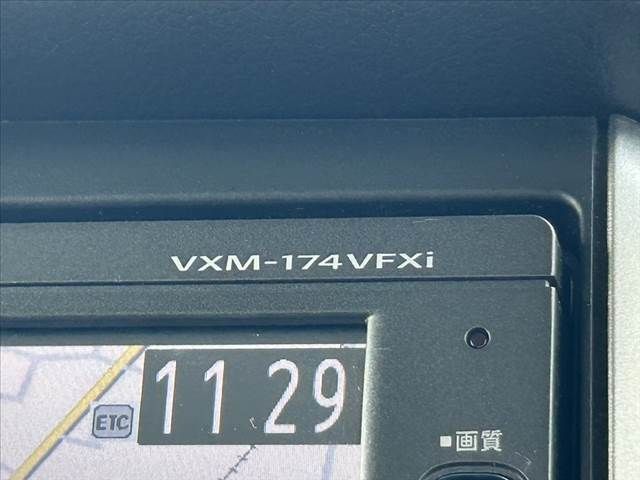 VXM-174VFXi
11 29
ETC
■画質